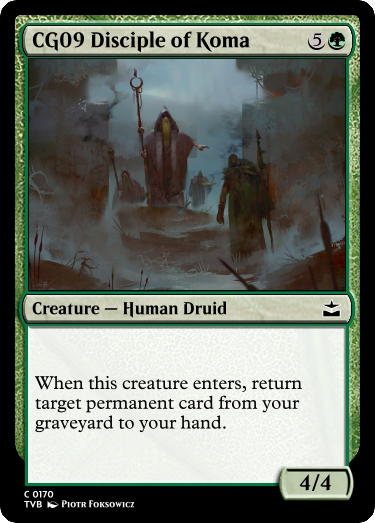 CG09 Disciple of Koma 5
Creature — Human Druid
When this creature enters, return
target permanent card from your
graveyard to your hand.
4/4
C 0170
TVB Piotr Foksowicz